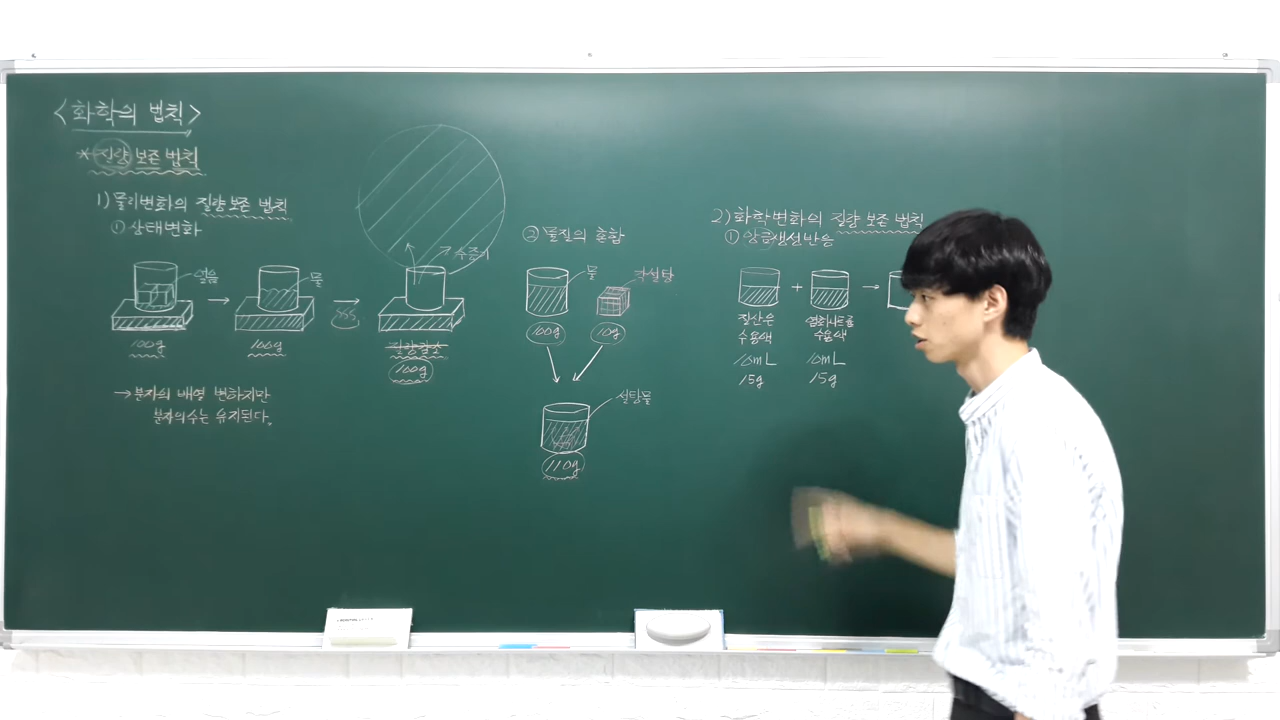 <화학의 법칙>
*질량 보존 법칙
1) 물리변화의 질량 보존 법칙
① 상태변화
얼음
물
수증기
100g
100g
질량감소
100g
→ 분자의 배열 변하지만
분자의 수는 유지된다.
② 물질의 혼합
물
각설탕
100g
10g
설탕물
110g
2) 화학변화의 질량 보존 법칙
① 앙금생성반응
+ →
질산은
수용액
10mL
15g
염화나트륨
수용액
10mL
15g